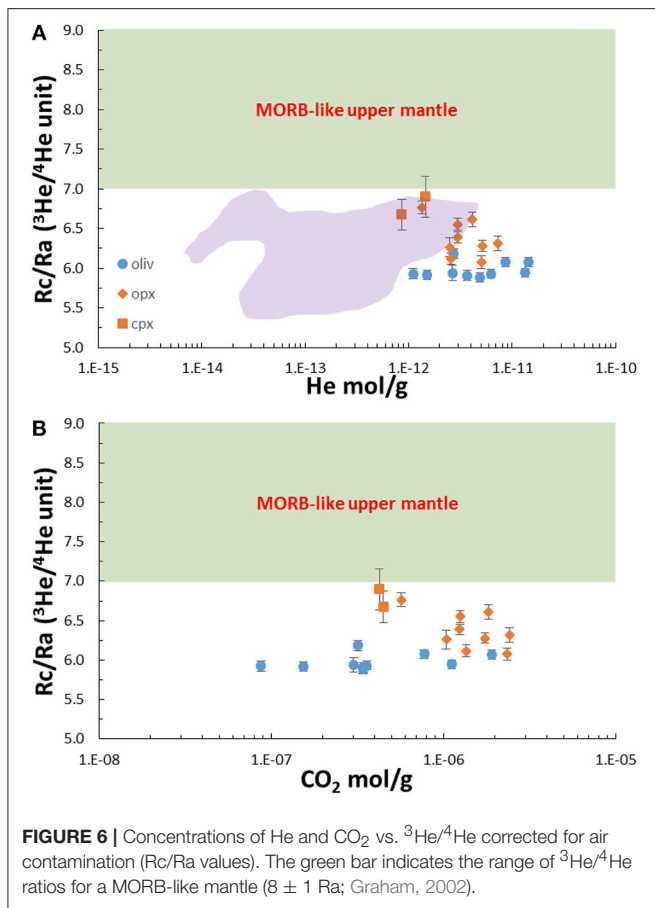 A
Rc/Ra (³He/⁴He unit)
9.0
8.5
8.0
7.5
7.0
6.5
6.0
5.5
5.0
MORB-like upper mantle
oliv
opx
cpx
1.E-15
1.E-14
1.E-13
1.E-12
1.E-11
1.E-10
He mol/g
B
Rc/Ra (³He/⁴He unit)
9.0
8.5
8.0
7.5
7.0
6.5
6.0
5.5
5.0
MORB-like upper mantle
1.E-08
1.E-07
1.E-06
1.E-05
CO₂ mol/g
FIGURE 6 | Concentrations of He and CO₂ vs. ³He/⁴He corrected for air
contamination (Rc/Ra values). The green bar indicates the range of ³He/⁴He
ratios for a MORB-like mantle (8 ± 1 Ra; Graham, 2002).